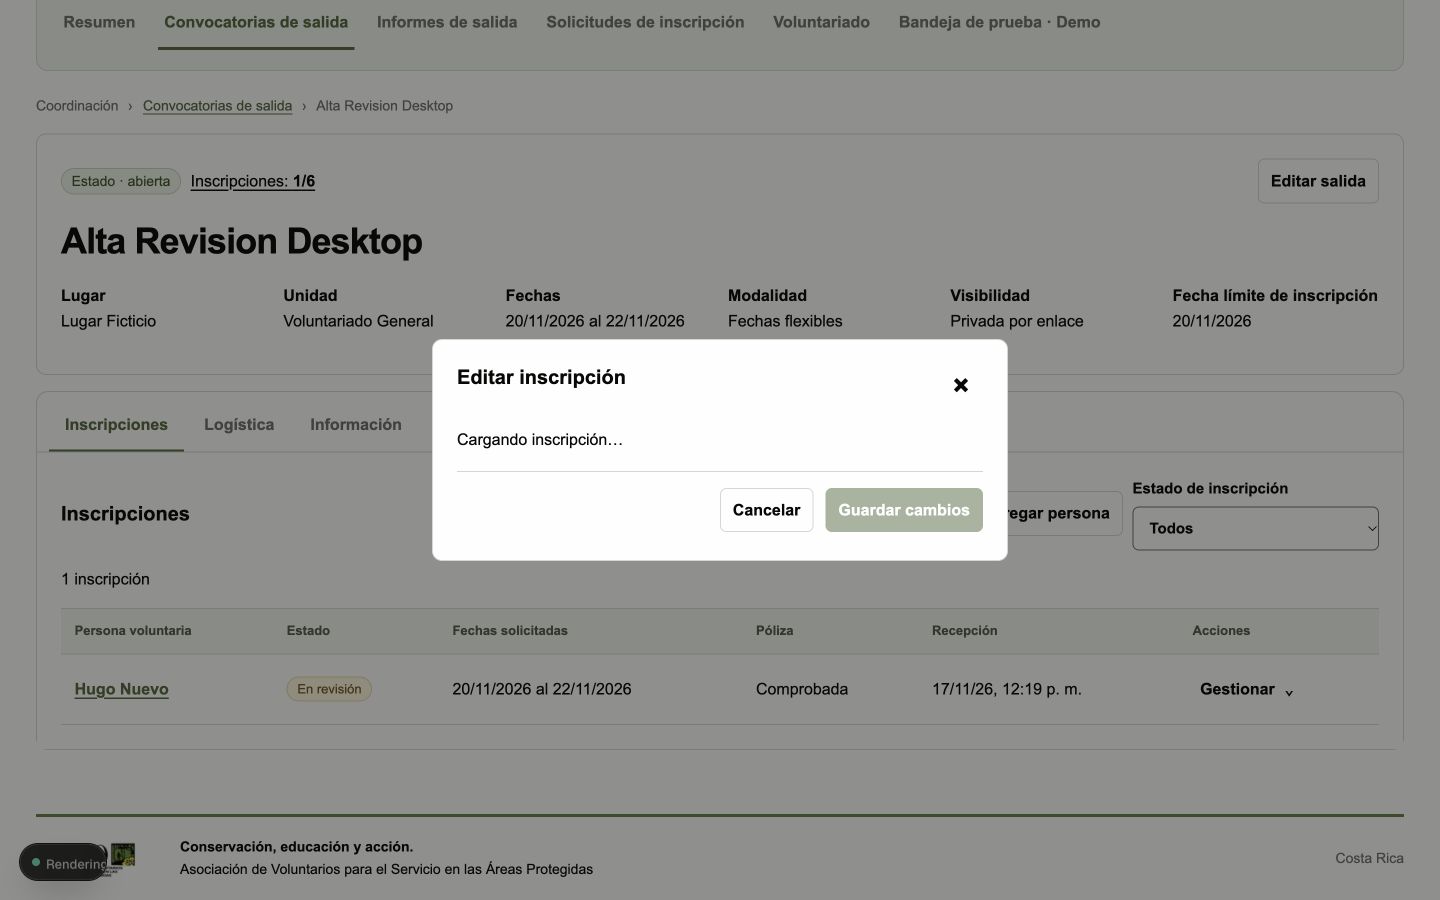 Resumen Convocatorias de salida Informes de salida Solicitudes de inscripción Voluntariado Bandeja de prueba · Demo
Coordinación › Convocatorias de salida › Alta Revision Desktop
Estado · abierta Inscripciones: 1/6 Editar salida
Alta Revision Desktop
Lugar Unidad Fechas Modalidad Visibilidad Fecha límite de inscripción
Lugar Ficticio Voluntariado General 20/11/2026 al 22/11/2026 Fechas flexibles Privada por enlace 20/11/2026
Editar inscripción
Cargando inscripción…
Cancelar Guardar cambios
Inscripciones Logística Información
Estado de inscripción
Inscripciones regar persona Todos
1 inscripción
Persona voluntaria Estado Fechas solicitadas Póliza Recepción Acciones
Hugo Nuevo En revisión 20/11/2026 al 22/11/2026 Comprobada 17/11/26, 12:19 p. m. Gestionar
Conservación, educación y acción.
Asociación de Voluntarios para el Servicio en las Áreas Protegidas
Costa Rica
Rendering